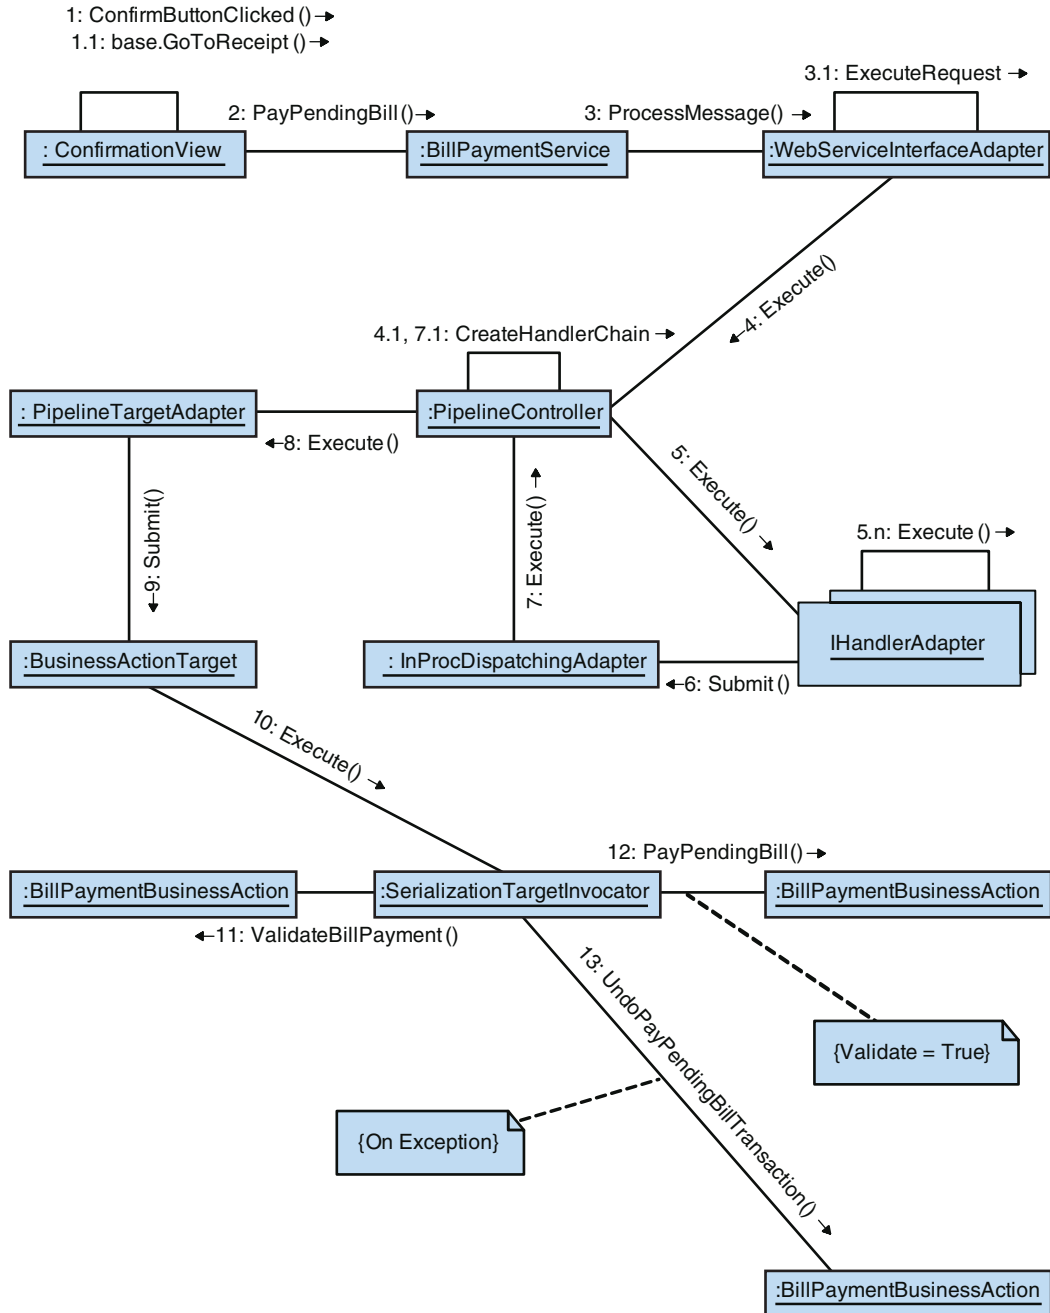 1: ConfirmButtonClicked()
1.1: base.GoToReceipt()
3.1: ExecuteRequest
2: PayPendingBill()
3: ProcessMessage()
: ConfirmationView
:BillPaymentService
:WebServiceInterfaceAdapter
4: Execute()
4.1, 7.1: CreateHandlerChain
: PipelineTargetAdapter
:PipelineController
8: Execute()
5: Execute()
9: Submit()
7: Execute()
5.n: Execute()
:BusinessActionTarget
: InProcDispatchingAdapter
IHandlerAdapter
6: Submit()
10: Execute()
12: PayPendingBill()
:BillPaymentBusinessAction
:SerializationTargetInvocator
:BillPaymentBusinessAction
11: ValidateBillPayment()
13: UndoPayPendingBillTransaction()
{Validate = True}
{On Exception}
:BillPaymentBusinessAction